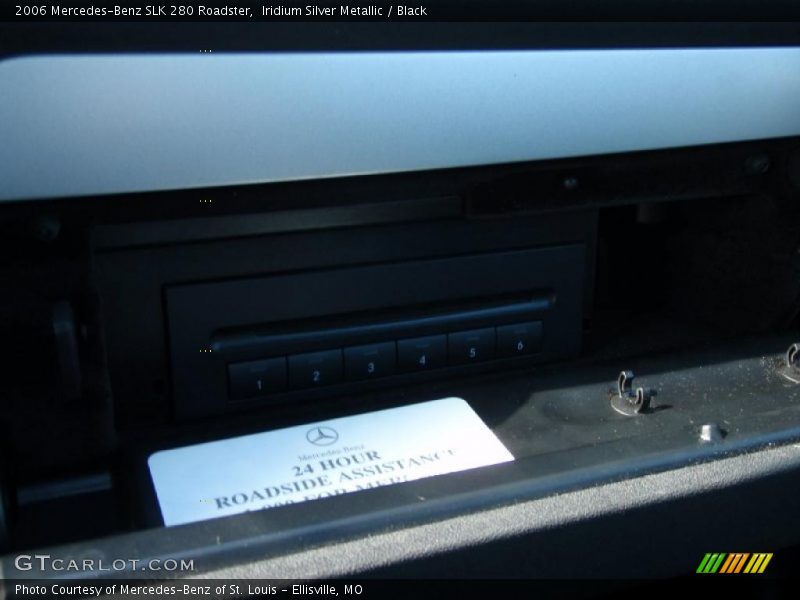 2006 Mercedes-Benz SLK 280 Roadster,  Iridium Silver Metallic / Black
1 2 3 4 5 6
Mercedes-Benz
24 HOUR
ROADSIDE ASSISTANCE
FOR
GTCARLOT.COM
Photo Courtesy of Mercedes-Benz of St. Louis - Ellisville, MO